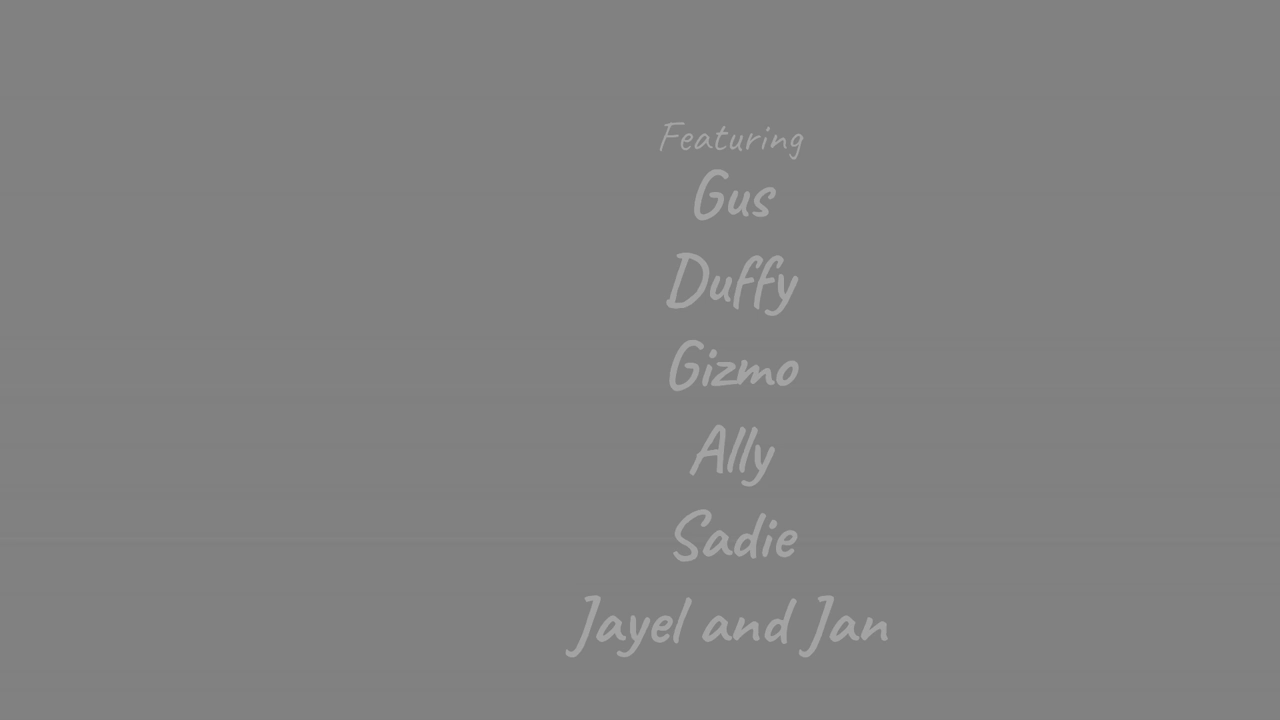 Featuring
Gus
Duffy
Gizmo
Ally
Sadie
Jayel and Jan